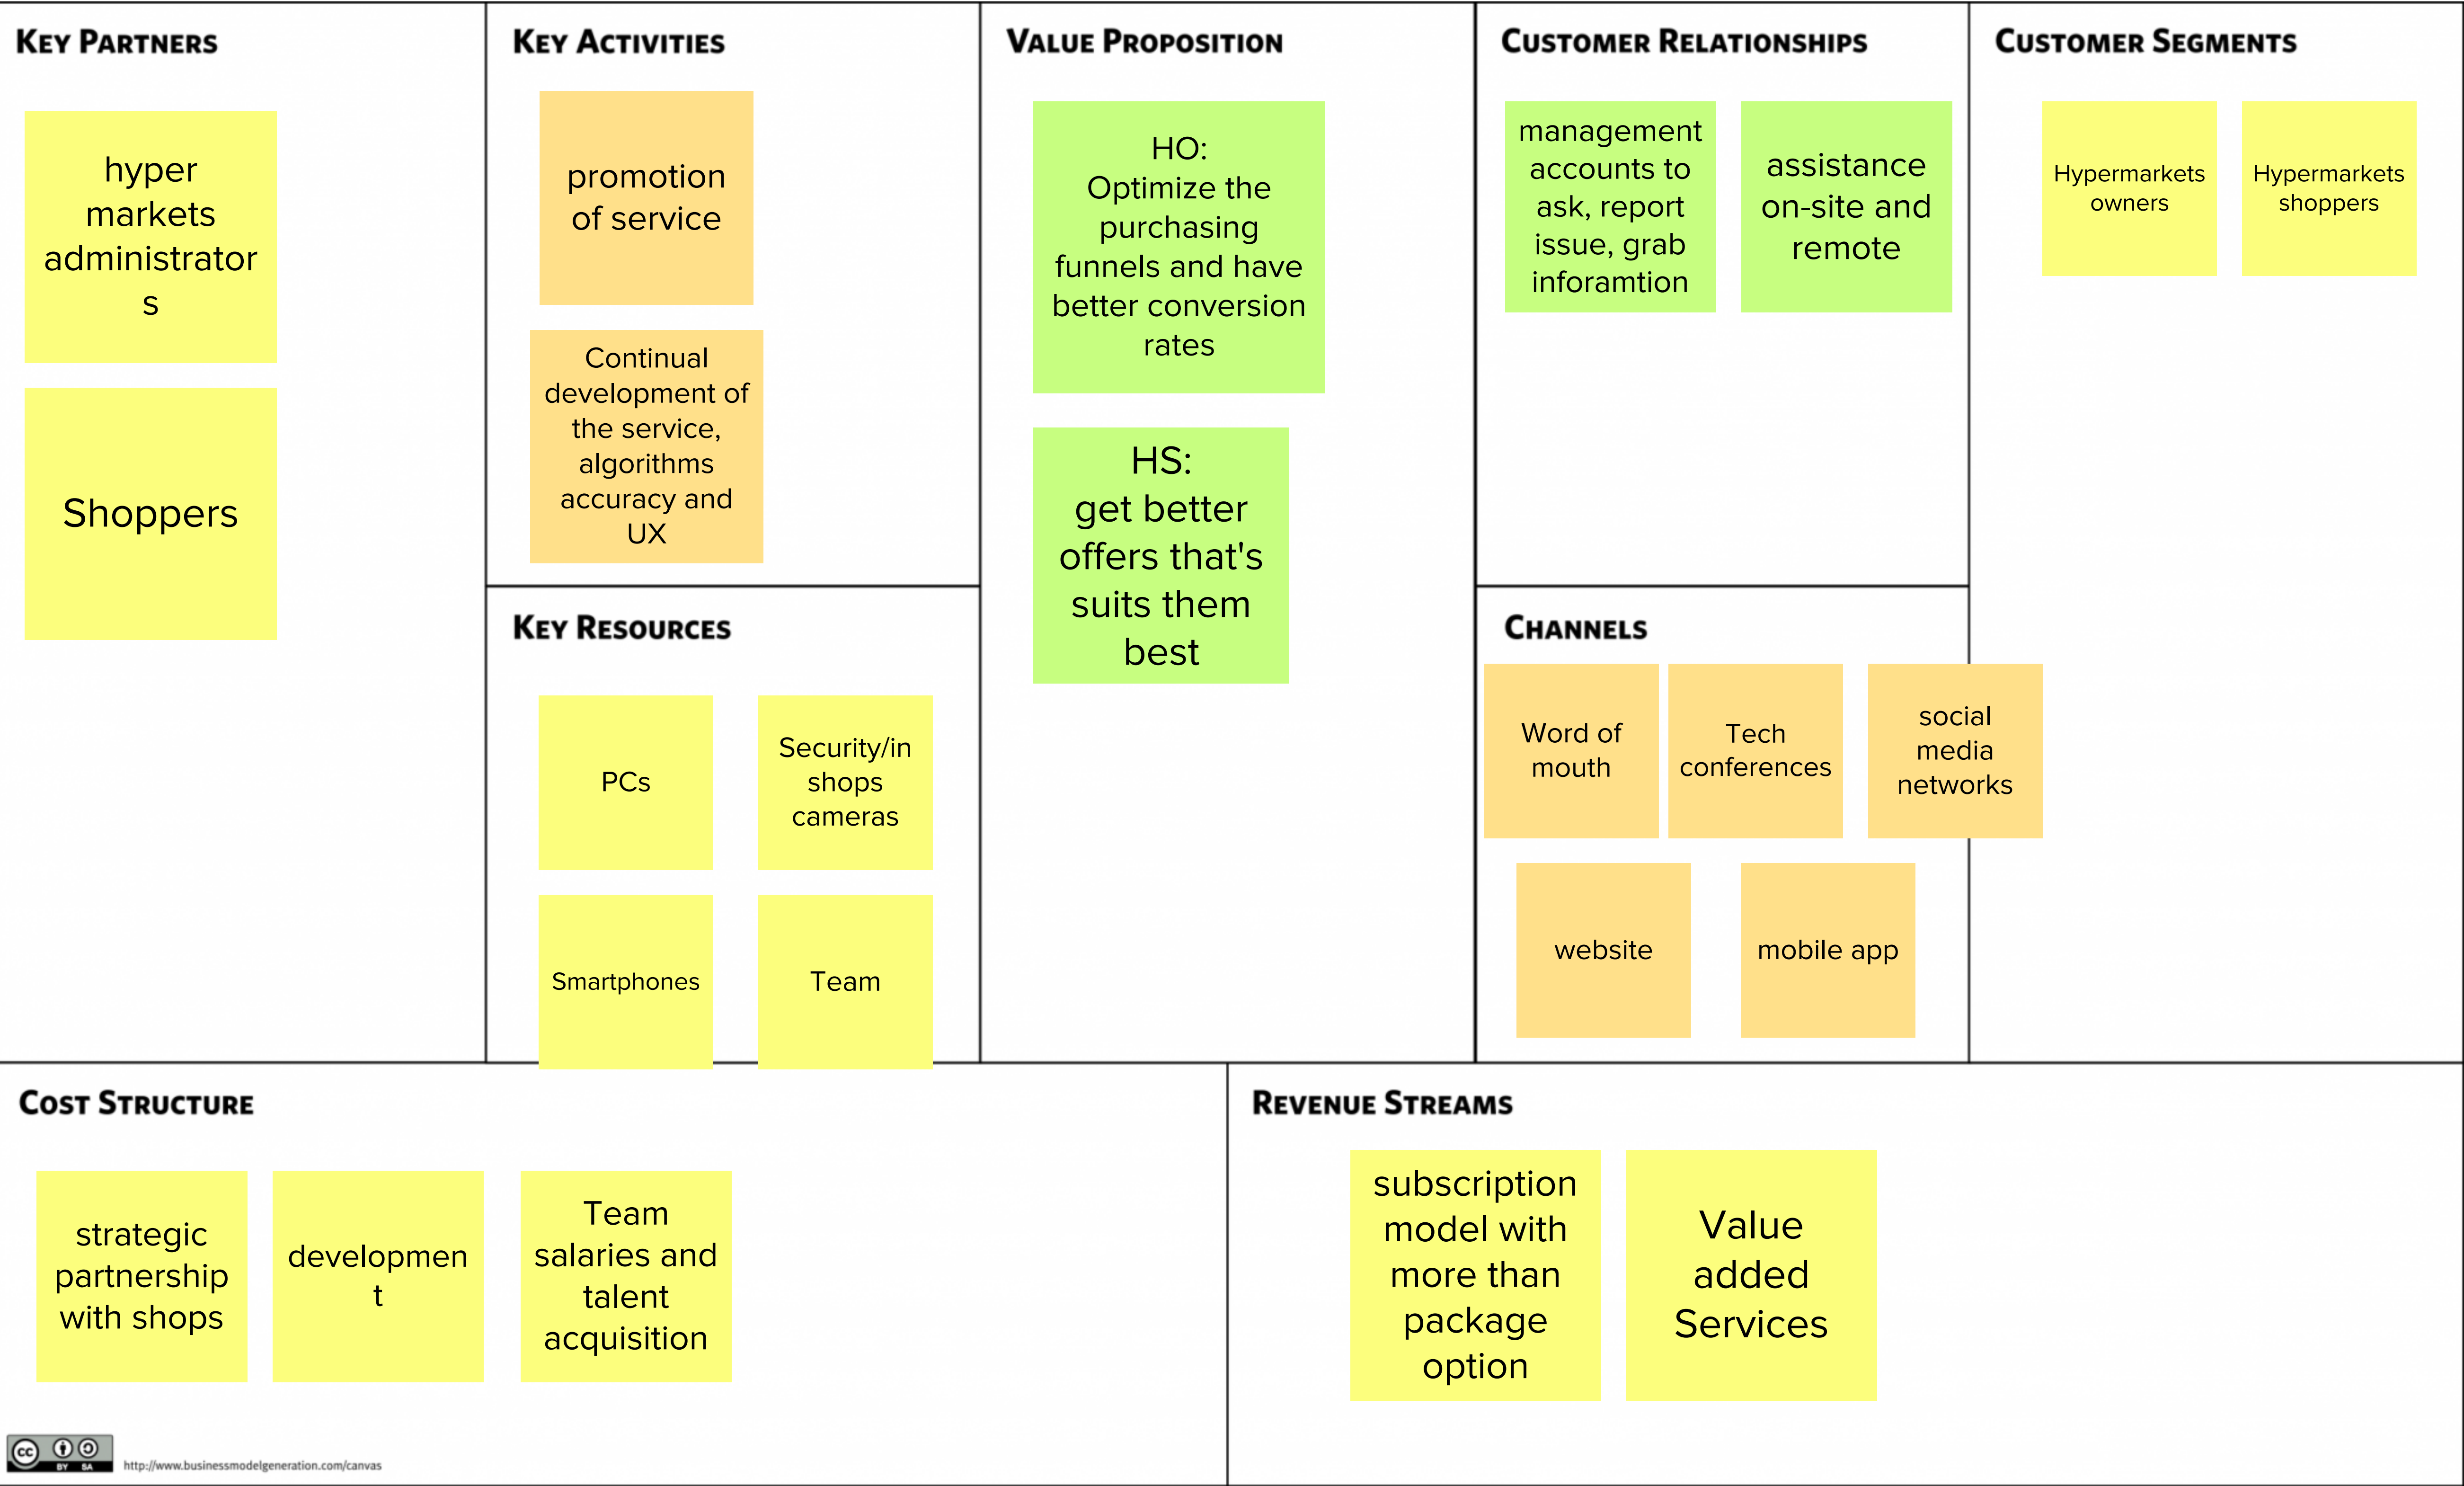 KEY PARTNERS
hyper
markets
administrator
s
Shoppers
KEY ACTIVITIES
promotion
of service
Continual
development of
the service,
algorithms
accuracy and
UX
KEY RESOURCES
PCs
Security/in
shops
cameras
Smartphones
Team
VALUE PROPOSITION
HO:
Optimize the
purchasing
funnels and have
better conversion
rates
HS:
get better
offers that's
suits them
best
CUSTOMER RELATIONSHIPS
management
accounts to
ask, report
issue, grab
inforamtion
assistance
on-site and
remote
CHANNELS
Word of
mouth
Tech
conferences
social
media
networks
website
mobile app
CUSTOMER SEGMENTS
Hypermarkets
owners
Hypermarkets
shoppers
COST STRUCTURE
strategic
partnership
with shops
developmen
t
Team
salaries and
talent
acquisition
REVENUE STREAMS
subscription
model with
more than
package
option
Value
added
Services
cc
BY SA
http://www.businessmodelgeneration.com/canvas